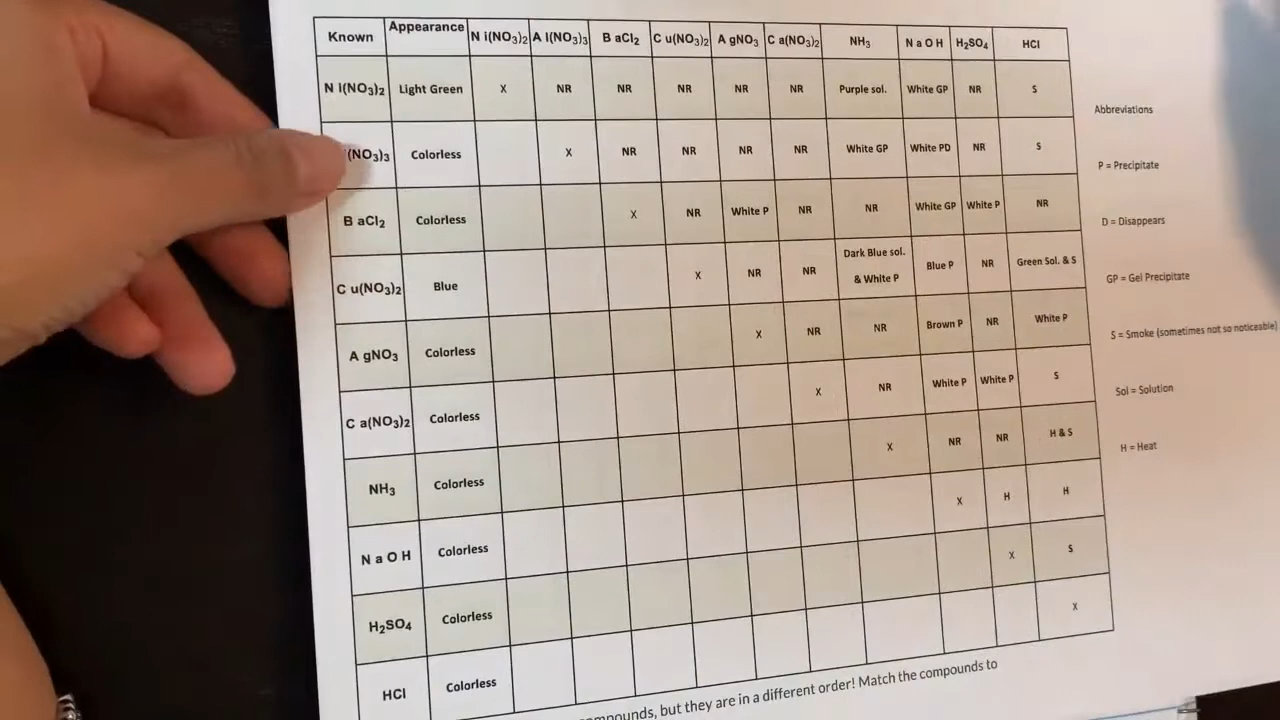 Known Appearance N i(NO3)2 A l(NO3)3 B aCl2 C u(NO3)2 A gNO3 C a(NO3)2 NH3 N a O H H2SO4 HCl
N i(NO3)2 Light Green X NR NR NR NR NR Purple sol. White GP NR S
(NO3)3 Colorless X NR NR NR NR White GP White PD NR S
B aCl2 Colorless X NR White P NR NR White GP White P NR
C u(NO3)2 Blue X NR NR Dark Blue sol. & White P Blue P NR Green Sol. & S
A gNO3 Colorless X NR NR Brown P NR White P
C a(NO3)2 Colorless X NR White P White P S
NH3 Colorless X NR NR H & S
N a O H Colorless X H H
H2SO4 Colorless X S
HCl Colorless X
Abbreviations
P = Precipitate
D = Disappears
GP = Gel Precipitate
S = Smoke (sometimes not so noticeable)
Sol = Solution
H = Heat
but they are in a different order! Match the compounds to